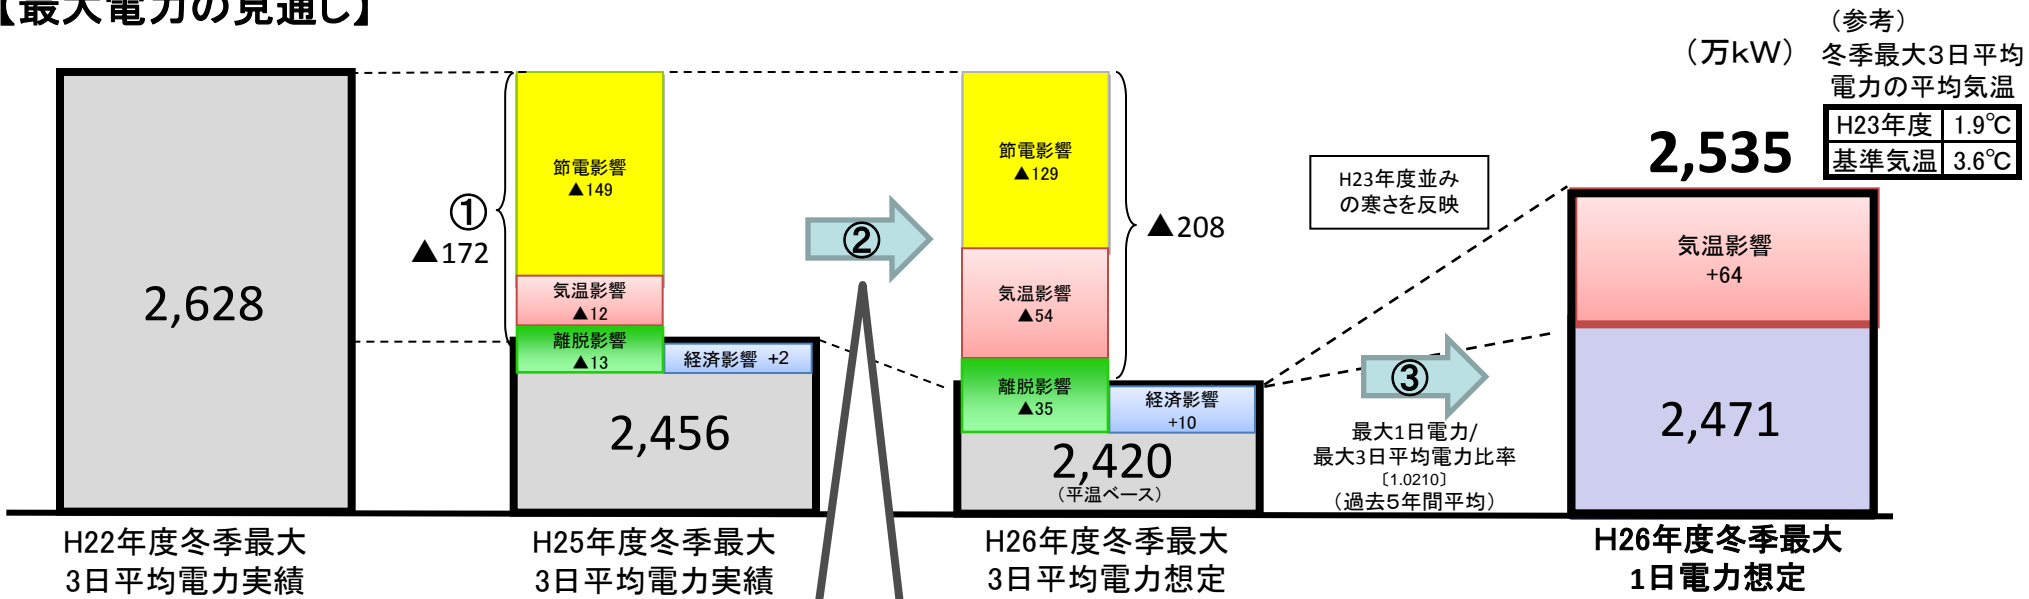 【最大電力の見通し】
（万kW）
（参考）
冬季最大3日平均
電力の平均気温
H23年度 1.9℃
基準気温 3.6℃
2,628
①
▲172
節電影響
▲149
気温影響
▲12
離脱影響
▲13
経済影響 +2
2,456
②
節電影響
▲129
気温影響
▲54
離脱影響
▲35
経済影響
+10
▲208
2,420
（平温ベース）
H23年度並み
の寒さを反映
③
最大1日電力/
最大3日平均電力比率
〔1.0210〕
（過去5年間平均）
2,535
気温影響
+64
2,471
H22年度冬季最大
3日平均電力実績
H25年度冬季最大
3日平均電力実績
H26年度冬季最大
3日平均電力想定
H26年度冬季最大
1日電力想定